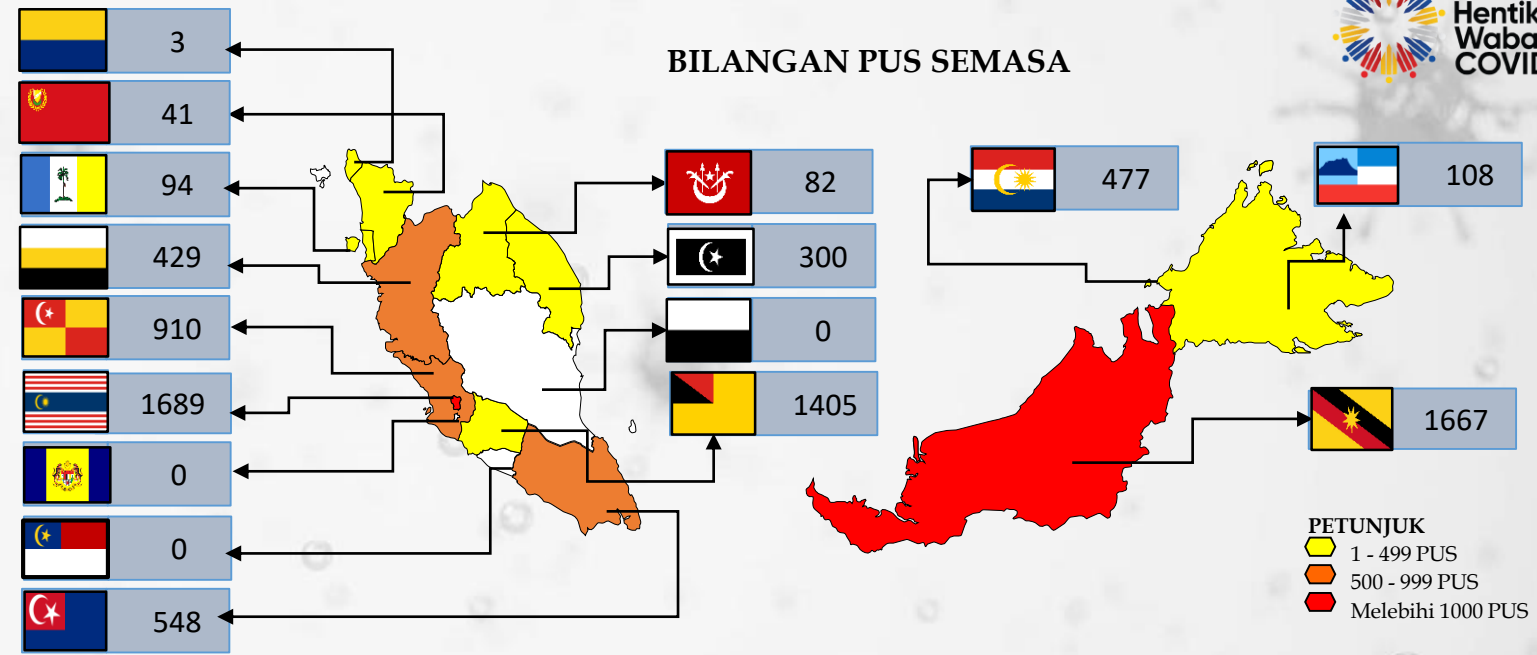 BILANGAN PUS SEMASA
Hentik
Waba
COVID
3
41
94
429
910
1689
0
0
548
82
300
0
1405
477
108
1667
PETUNJUK
1 - 499 PUS
500 - 999 PUS
Melebihi 1000 PUS